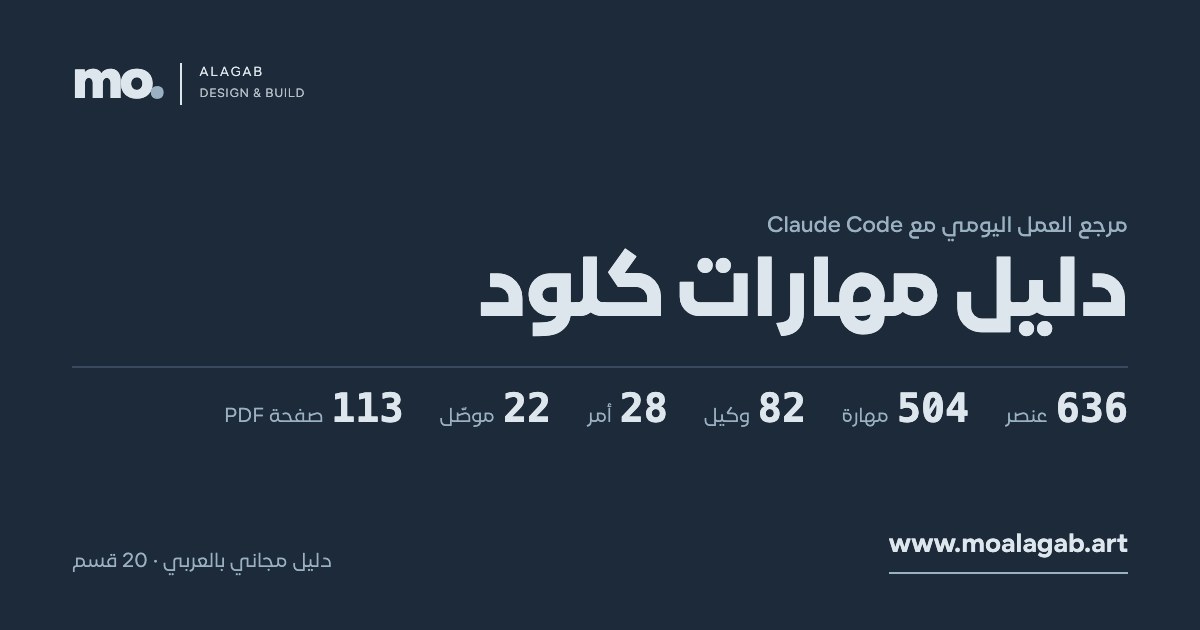 mo.
ALAGAB
DESIGN & BUILD
مرجع العمل اليومي مع Claude Code
دليل مهارات كلود
636 عنصر 504 مهارة 82 وكيل 28 أمر 22 موصّل 113 صفحة PDF
www.moalagab.art
دليل مجاني بالعربي · 20 قسم